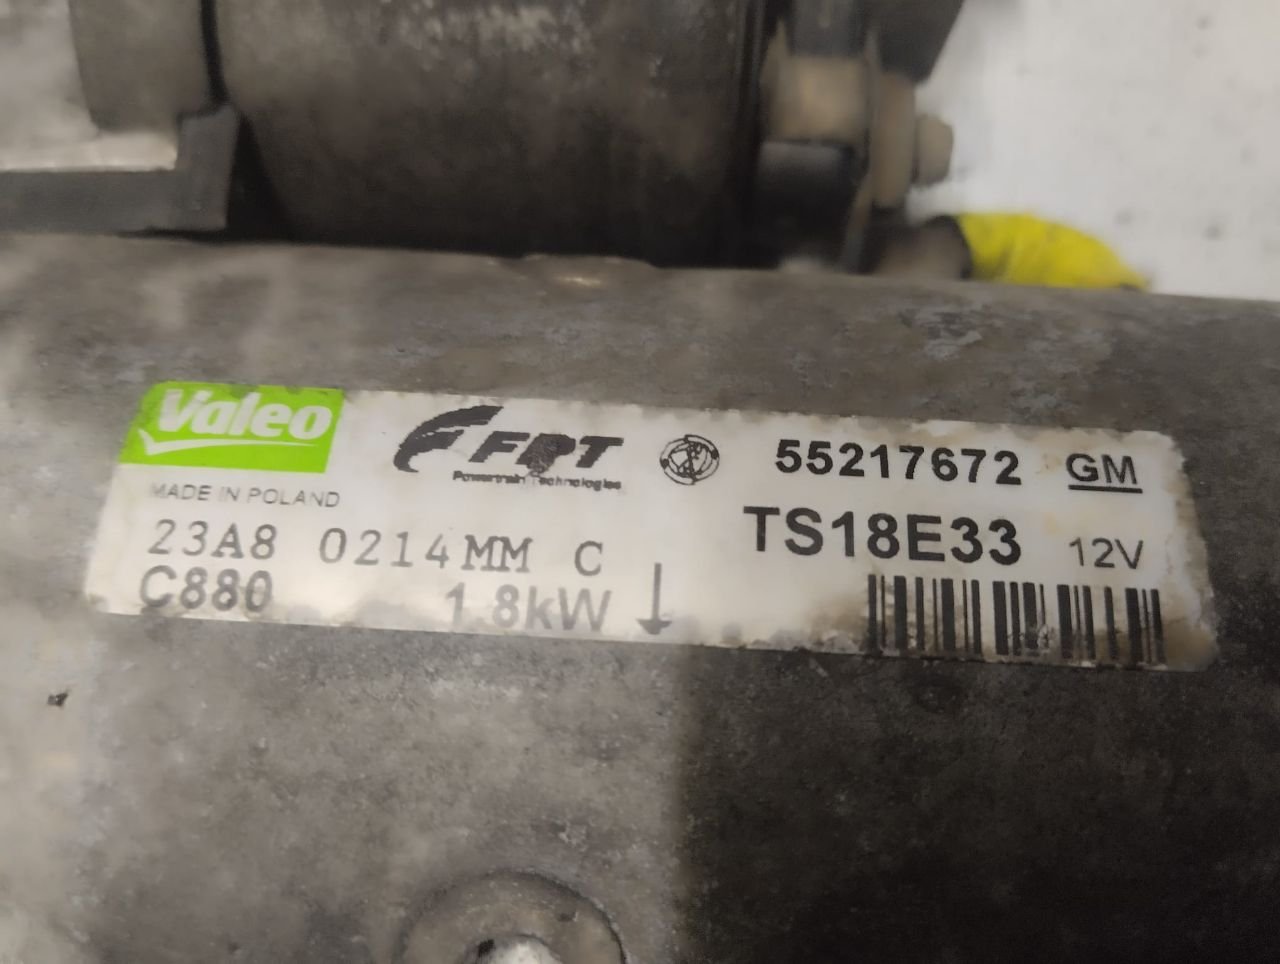 Valeo FPT 55217672 GM
Powertrain Technologies
MADE IN POLAND
23A8 0214MM C TS18E33 12V
C880 1.8kW